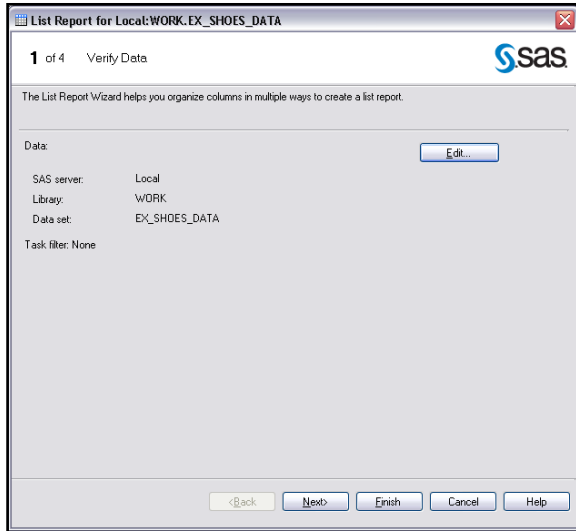 List Report for Local:WORK.EX_SHOES_DATA
1 of 4 Verify Data
sas
The List Report Wizard helps you organize columns in multiple ways to create a list report.
Data:
Edit...
SAS server: Local
Library: WORK
Data set: EX_SHOES_DATA
Task filter: None
<Back Next> Finish Cancel Help